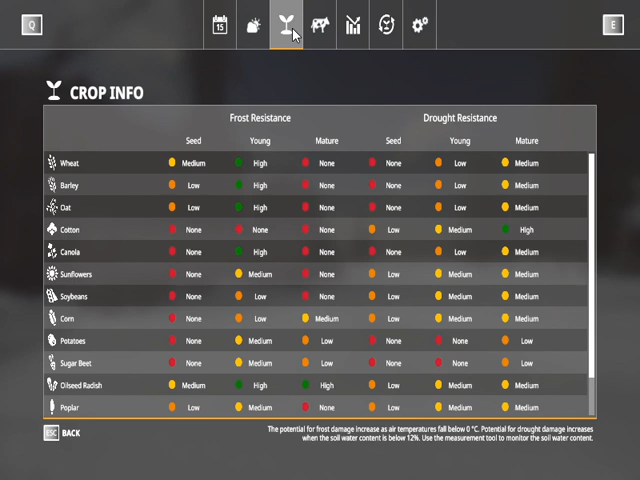 Q
15
E
CROP INFO
Frost Resistance Drought Resistance
Seed Young Mature Seed Young Mature
Wheat Medium High None None Low Medium
Barley Low High None None Low Medium
Oat Low High None None Low Medium
Cotton None None None Low Medium High
Canola None High None None Low Medium
Sunflowers None Medium None Low Medium Medium
Soybeans None Low None Low Medium Medium
Corn None Low Medium Low Medium Medium
Potatoes None Medium Low None None Low
Sugar Beet None Medium Low None None Low
Oilseed Radish Medium High High Low Medium Medium
Poplar Low Medium None Low Medium Medium
ESC BACK
The potential for frost damage increase as air temperatures fall below 0 °C. Potential for drought damage increases
when the soil water content is below 12%. Use the measurement tool to monitor the soil water content.